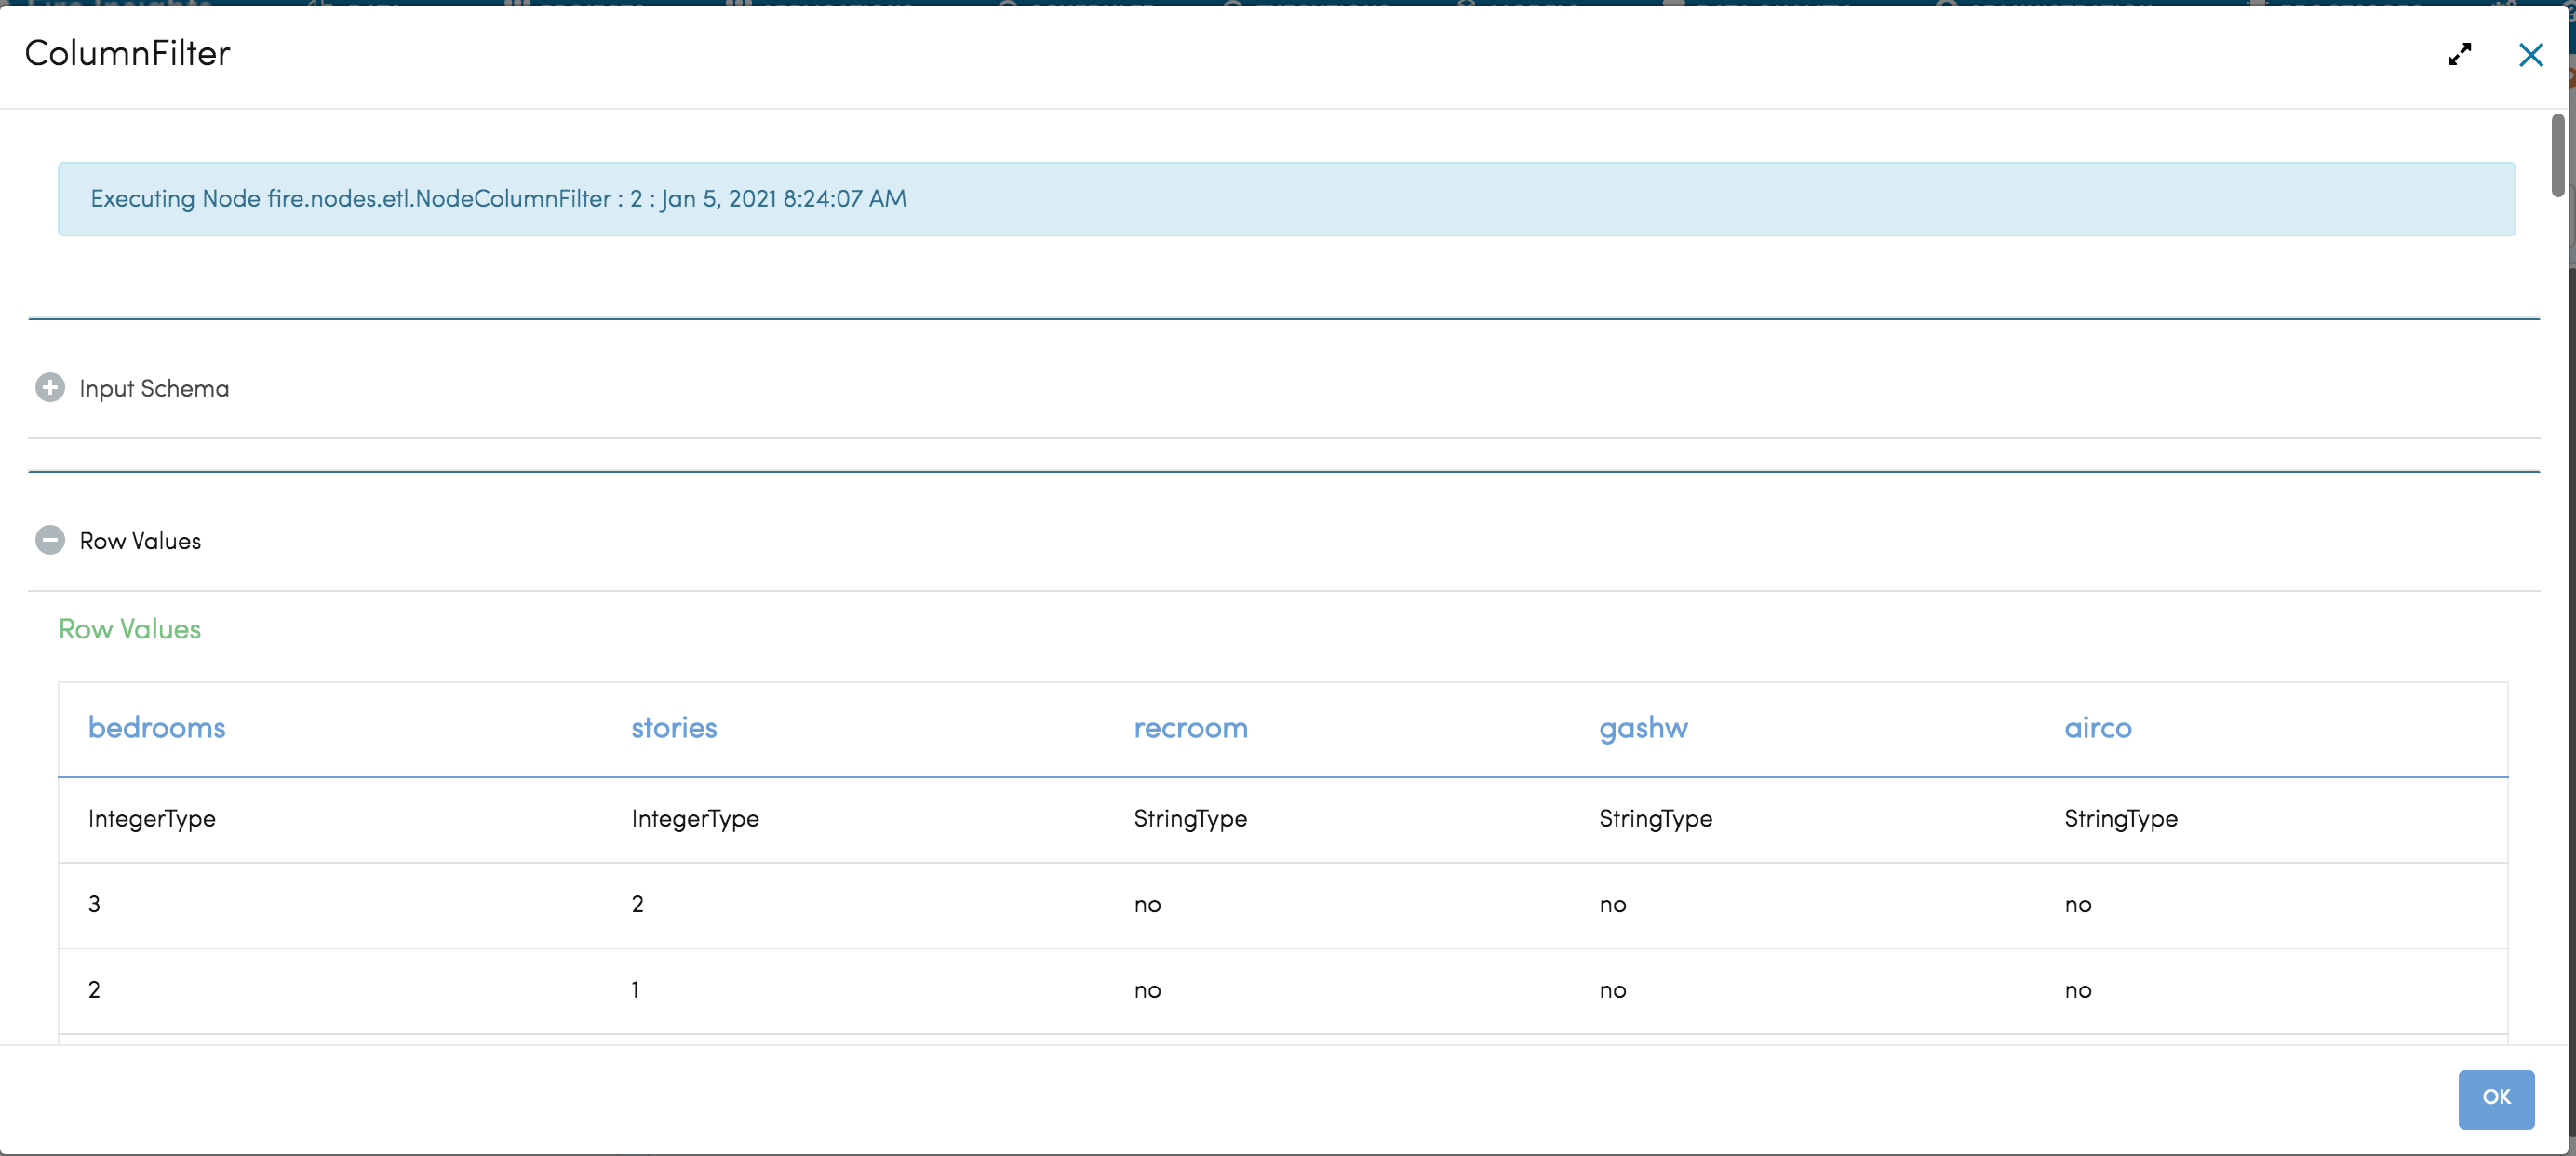 ColumnFilter
Executing Node fire.nodes.etl.NodeColumnFilter : 2 : Jan 5, 2021 8:24:07 AM
Input Schema
Row Values
Row Values
bedrooms stories recroom gashw airco
IntegerType IntegerType StringType StringType StringType
3 2 no no no
2 1 no no no
OK